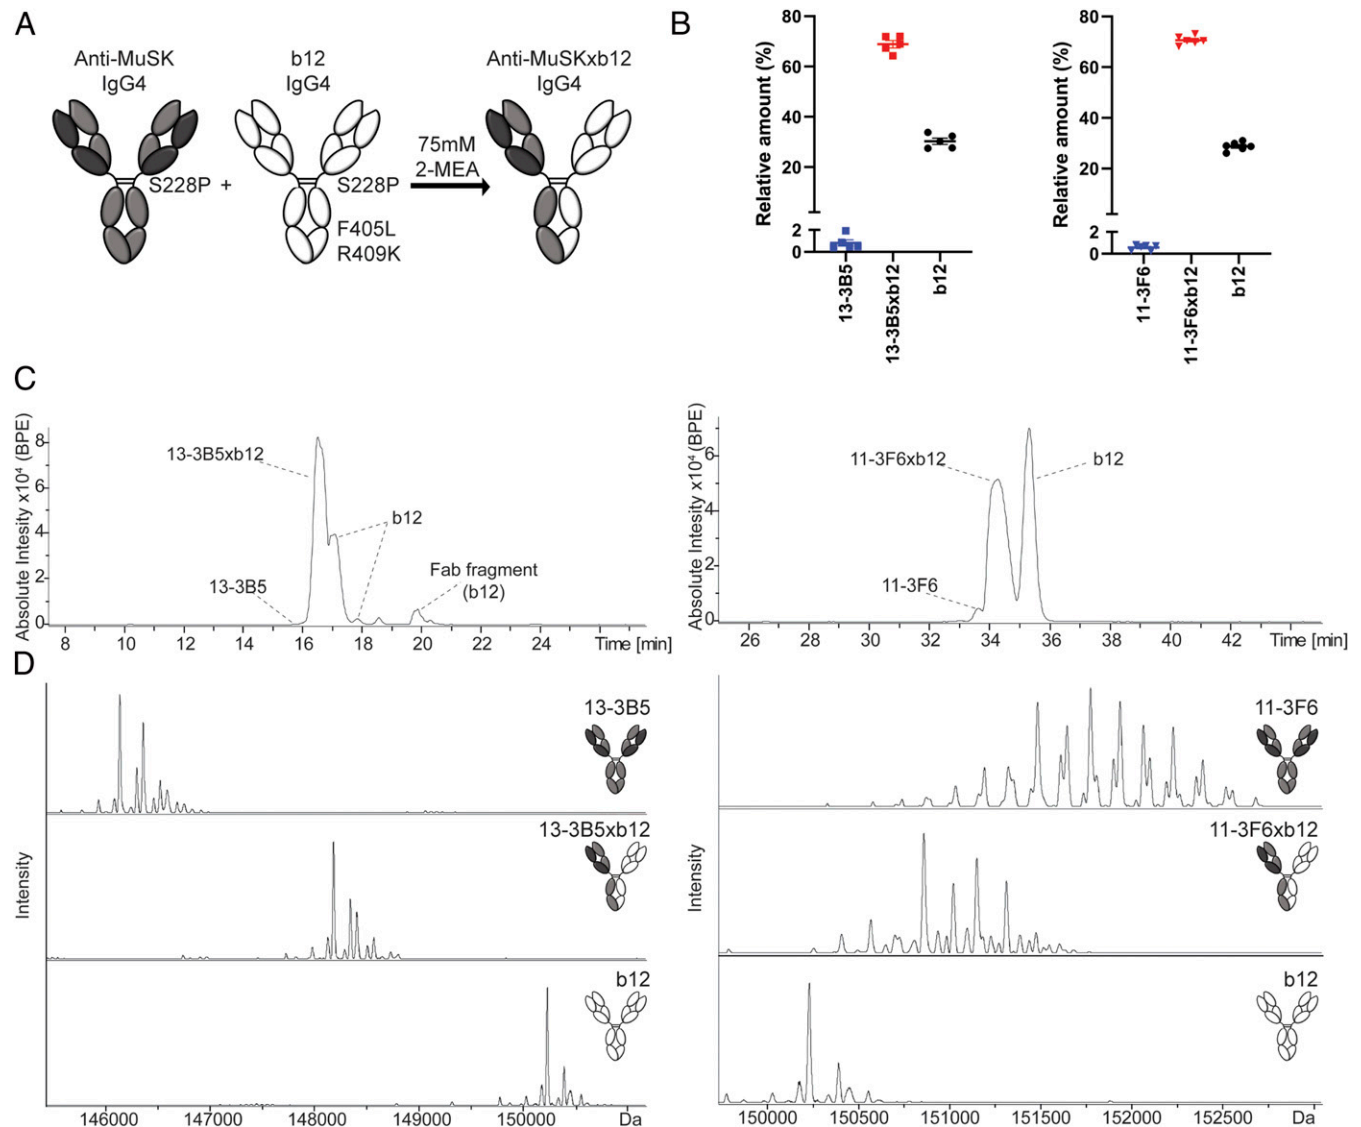 A
Anti-MuSK
IgG4
b12
IgG4
Anti-MuSKxb12
IgG4
S228P
+
S228P
F405L
R409K
75mM
2-MEA
B
Relative amount (%)
80
60
40
20
2
0
13-3B5
13-3B5xb12
b12
Relative amount (%)
80
60
40
20
2
0
11-3F6
11-3F6xb12
b12
C
Absolute Intesity x10⁴ (BPE)
8
6
4
2
0
13-3B5xb12
b12
13-3B5
Fab fragment
(b12)
8 10 12 14 16 18 20 22 24 Time [min]
Absolute Intesity x10⁴ (BPE)
6
4
2
0
11-3F6xb12
b12
11-3F6
26 28 30 32 34 36 38 40 42 Time [min]
D
Intensity
13-3B5
13-3B5xb12
b12
146000 147000 148000 149000 150000 Da
Intensity
11-3F6
11-3F6xb12
b12
150000 150500 151000 151500 152000 152500 Da